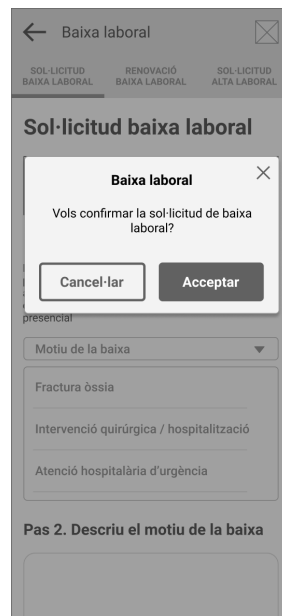 Baixa laboral
SOL·LICITUD
BAIXA LABORAL
RENOVACIÓ
BAIXA LABORAL
SOL·LICITUD
ALTA LABORAL
Sol·licitud baixa laboral
Baixa laboral
Vols confirmar la sol·licitud de baixa
laboral?
Cancel·lar
Acceptar
presencial
Motiu de la baixa
Fractura òssia
Intervenció quirúrgica / hospitalització
Atenció hospitalària d'urgència
Pas 2. Descriu el motiu de la baixa